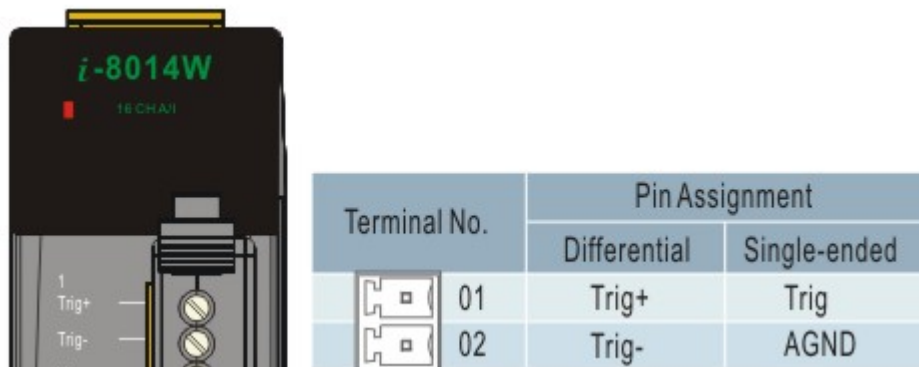 i-8014W
16 CH A/I
1
Trig+
Trig-
Terminal No. Pin Assignment
Differential Single-ended
01 Trig+ Trig
02 Trig- AGND